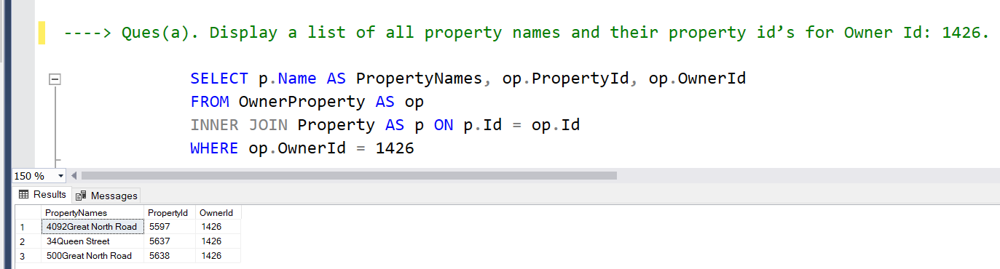 ----> Ques(a). Display a list of all property names and their property id’s for Owner Id: 1426.
SELECT p.Name AS PropertyNames, op.PropertyId, op.OwnerId
FROM OwnerProperty AS op
INNER JOIN Property AS p ON p.Id = op.Id
WHERE op.OwnerId = 1426
150 %
Results Messages
PropertyNames PropertyId OwnerId
1 4092Great North Road 5597 1426
2 34Queen Street 5637 1426
3 500Great North Road 5638 1426